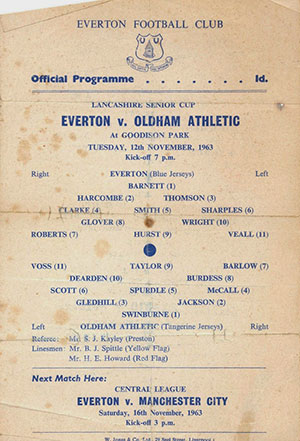 EVERTON FOOTBALL CLUB
Official Programme . . . . . . . 1d.
LANCASHIRE SENIOR CUP
EVERTON v. OLDHAM ATHLETIC
At GOODISON PARK
TUESDAY, 12th NOVEMBER, 1963
Kick-off 7 p.m.
Right EVERTON (Blue Jerseys) Left
BARNETT (1)
HARCOMBE (2) THOMSON (3)
CLARKE (4) SMITH (5) SHARPLES (6)
GLOVER (8) WRIGHT (10)
ROBERTS (7) HURST (9) VEALL (11)
VOSS (11) TAYLOR (9) BARLOW (7)
DEARDEN (10) BURDESS (8)
SCOTT (6) SPURDLE (5) McCALL (4)
GLEDHILL (3) JACKSON (2)
SWINBURNE (1)
Left OLDHAM ATHLETIC (Tangerine Jerseys) Right
Referee: Mr. S. J. Kayley (Preston)
Linesmen: Mr. B. J. Spittle (Yellow Flag)
Mr. H. E. Howard (Red Flag)
Next Match Here:
CENTRAL LEAGUE
EVERTON v. MANCHESTER CITY
Saturday, 16th November, 1963
Kick-off 3 p.m.